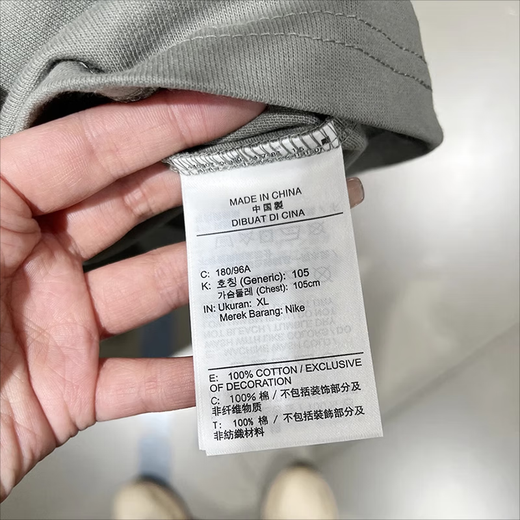 MADE IN CHINA
中国製
DIBUAT DI CINA
C: 180/96A
K: 호칭 (Generic): 105
가슴둘레 (Chest): 105cm
IN: Ukuran: XL
Merek Barang: Nike
E: 100% COTTON / EXCLUSIVE
OF DECORATION
C: 100% 棉 / 不包括装饰部分及
非纤维物质
T: 100% 棉 / 不包括裝飾部分及
非紡織材料